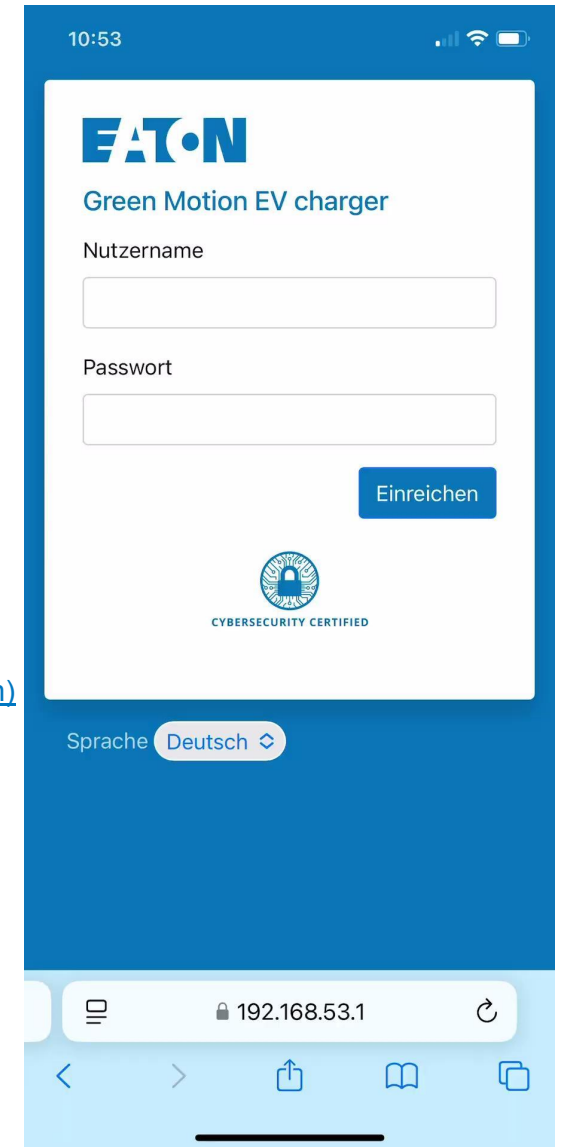 10:53
EATON
Green Motion EV charger
Nutzername
Passwort
Einreichen
CYBERSECURITY CERTIFIED
)
Sprache Deutsch
192.168.53.1